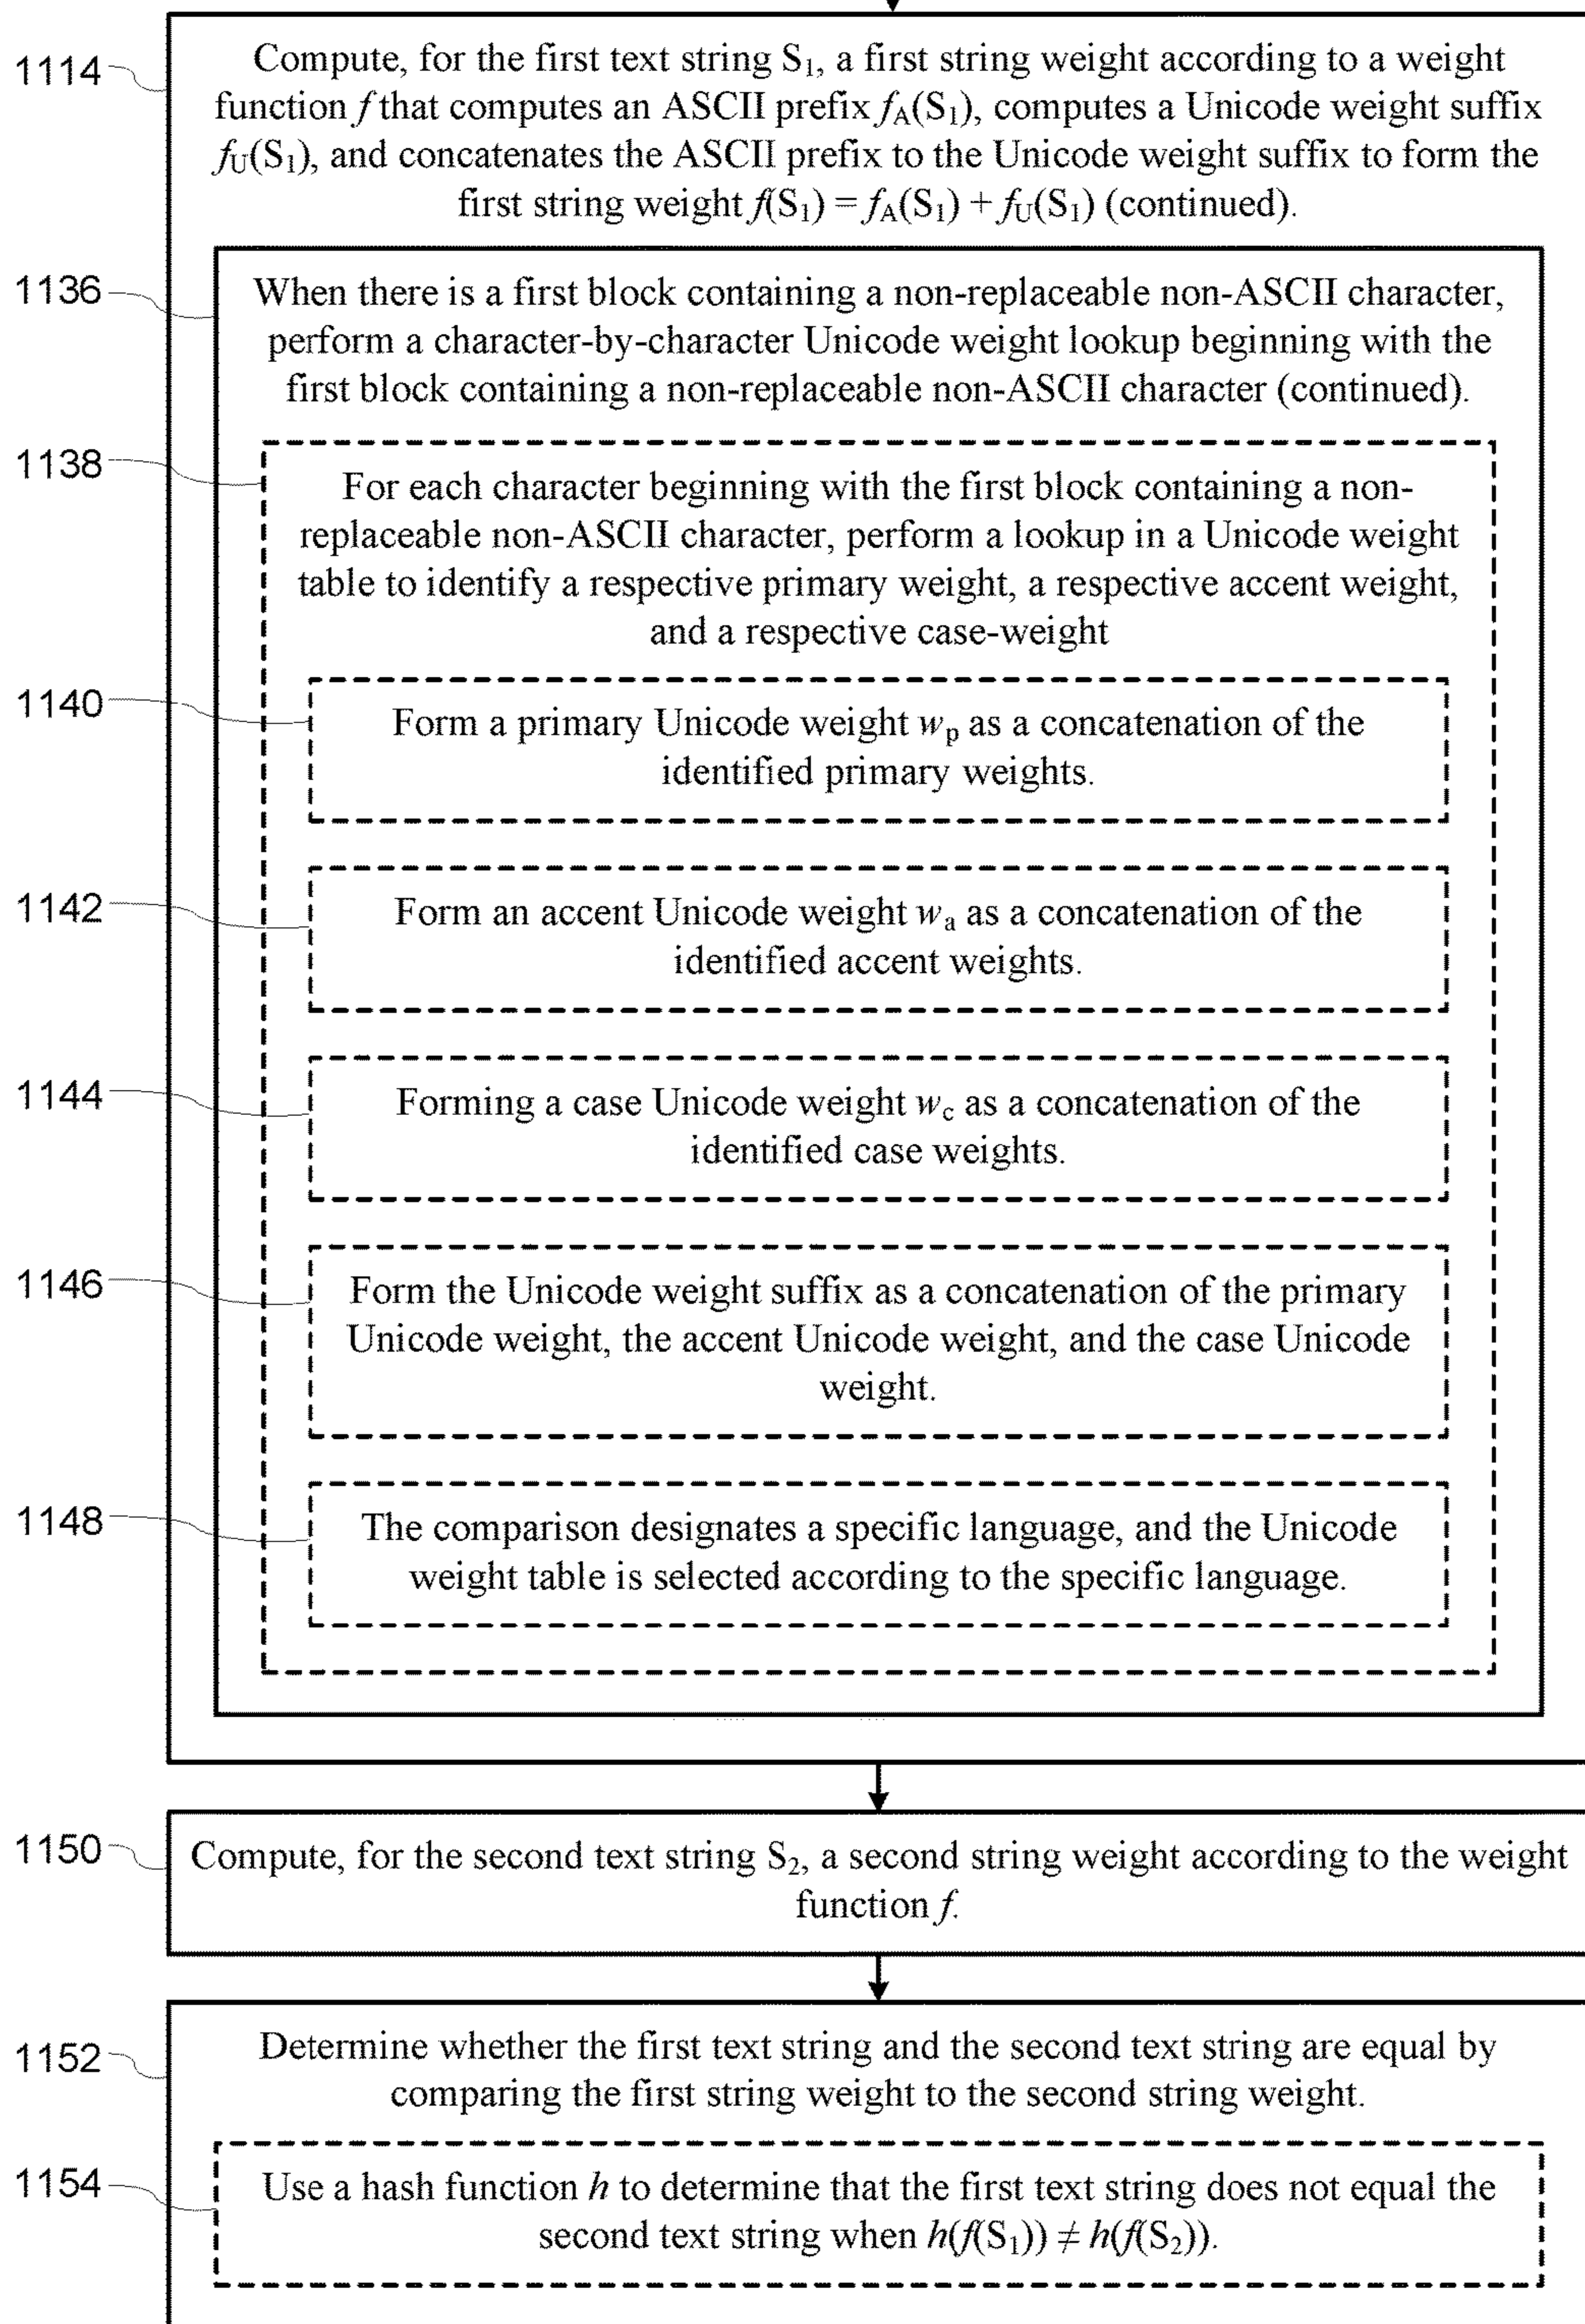 1114
Compute, for the first text string S₁, a first string weight according to a weight
function f that computes an ASCII prefix f_A(S₁), computes a Unicode weight suffix
f_U(S₁), and concatenates the ASCII prefix to the Unicode weight suffix to form the
first string weight f(S₁) = f_A(S₁) + f_U(S₁) (continued).
1136
When there is a first block containing a non-replaceable non-ASCII character,
perform a character-by-character Unicode weight lookup beginning with the
first block containing a non-replaceable non-ASCII character (continued).
1138
For each character beginning with the first block containing a non-
replaceable non-ASCII character, perform a lookup in a Unicode weight
table to identify a respective primary weight, a respective accent weight,
and a respective case-weight
1140
Form a primary Unicode weight w_p as a concatenation of the
identified primary weights.
1142
Form an accent Unicode weight w_a as a concatenation of the
identified accent weights.
1144
Forming a case Unicode weight w_c as a concatenation of the
identified case weights.
1146
Form the Unicode weight suffix as a concatenation of the primary
Unicode weight, the accent Unicode weight, and the case Unicode
weight.
1148
The comparison designates a specific language, and the Unicode
weight table is selected according to the specific language.
1150
Compute, for the second text string S₂, a second string weight according to the weight
function f.
1152
Determine whether the first text string and the second text string are equal by
comparing the first string weight to the second string weight.
1154
Use a hash function h to determine that the first text string does not equal the
second text string when h(f(S₁)) ≠ h(f(S₂)).